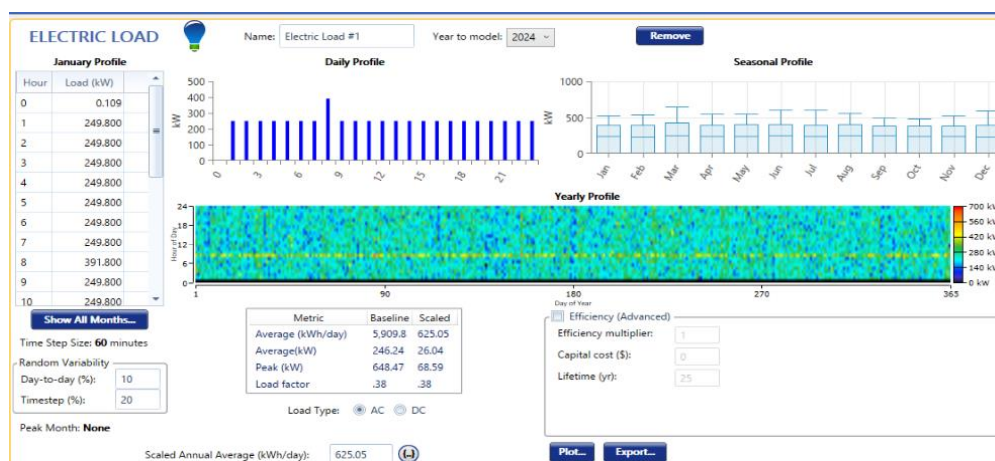 ELECTRIC LOAD
Name: Electric Load #1
Year to model: 2024
Remove
January Profile
Hour Load (kW)
0 0.109
1 249.800
2 249.800
3 249.800
4 249.800
5 249.800
6 249.800
7 249.800
8 391.800
9 249.800
10 249.800
Show All Months...
Time Step Size: 60 minutes
Random Variability
Day-to-day (%): 10
Timestep (%): 20
Peak Month: None
Daily Profile
kW
500
400
300
200
100
0
0 3 6 9 12 15 18 21
Seasonal Profile
kW
1000
500
0
Jan Feb Mar Apr May Jun Jul Aug Sep Oct Nov Dec
Yearly Profile
Hour of Day
24
18
12
6
0
1 90 180 270 365
Day of Year
700 kW
560 kW
420 kW
280 kW
140 kW
0 kW
Metric Baseline Scaled
Average (kWh/day) 5,909.8 625.05
Average(kW) 246.24 26.04
Peak (kW) 648.47 68.59
Load factor .38 .38
Load Type: AC DC
Scaled Annual Average (kWh/day): 625.05 {..}
Efficiency (Advanced)
Efficiency multiplier: 1
Capital cost ($): 0
Lifetime (yr): 25
Plot... Export...